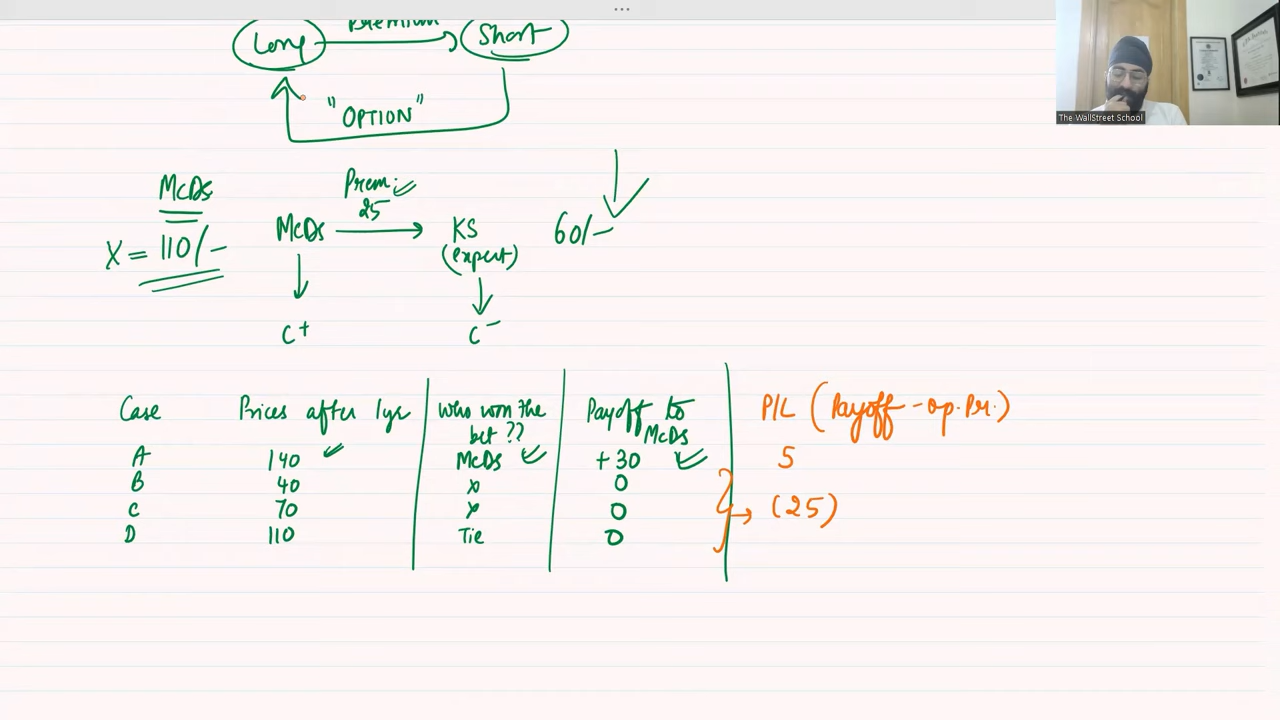 Premium
Long
Short
"OPTION"
The WallStreet School
McDs
X = 110/-
McDs
Prem.
25
KS
(expert)
60/-
C+
C-
Case
Prices after 1yr
Who won the bet ??
Payoff to McDs
P/L (Payoff - Op. Pr.)
A 140 McDs +30 5
B 40 x 0
C 70 x 0 (25)
D 110 Tie 0